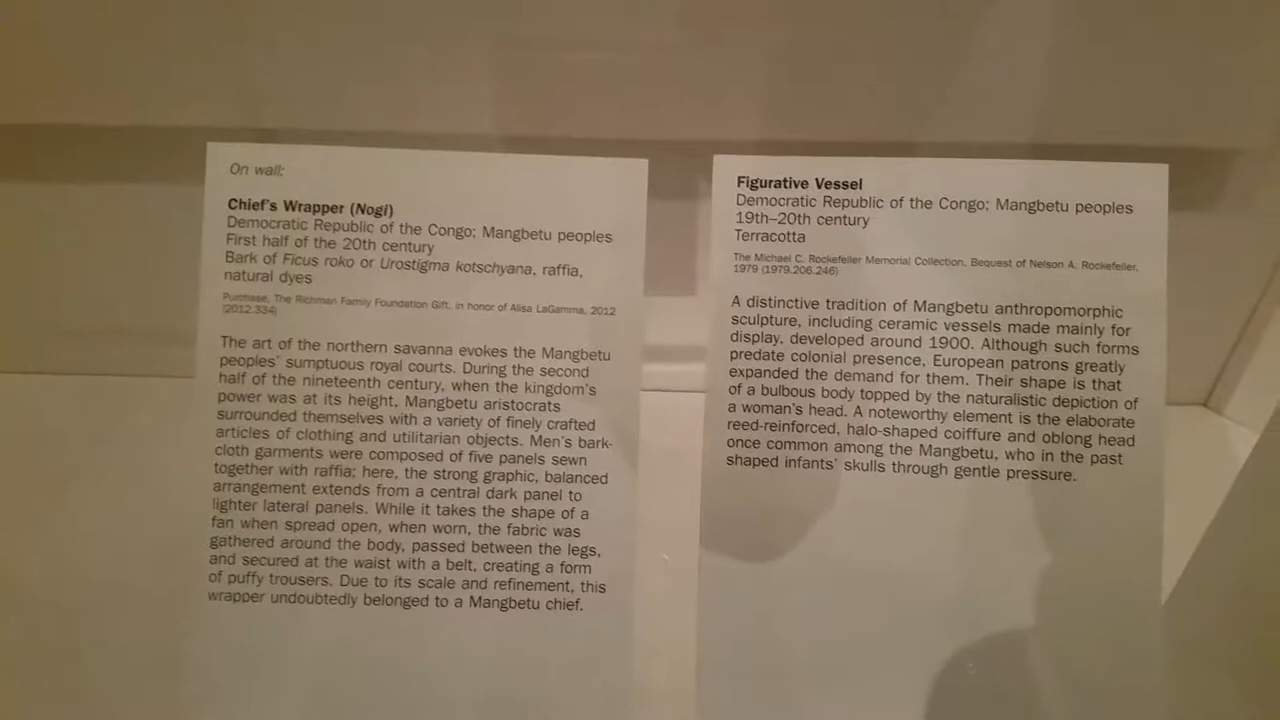 On wall:
Chief's Wrapper (Nogi)
Democratic Republic of the Congo; Mangbetu peoples
First half of the 20th century
Bark of Ficus roko or Urostigma kotschyana, raffia,
natural dyes
Purchase, The Richman Family Foundation Gift, in honor of Alisa LaGamma, 2012
(2012.334)
The art of the northern savanna evokes the Mangbetu
peoples' sumptuous royal courts. During the second
half of the nineteenth century, when the kingdom's
power was at its height, Mangbetu aristocrats
surrounded themselves with a variety of finely crafted
articles of clothing and utilitarian objects. Men's bark-
cloth garments were composed of five panels sewn
together with raffia; here, the strong graphic, balanced
arrangement extends from a central dark panel to
lighter lateral panels. While it takes the shape of a
fan when spread open, when worn, the fabric was
gathered around the body, passed between the legs,
and secured at the waist with a belt, creating a form
of puffy trousers. Due to its scale and refinement, this
wrapper undoubtedly belonged to a Mangbetu chief.
Figurative Vessel
Democratic Republic of the Congo; Mangbetu peoples
19th–20th century
Terracotta
The Michael C. Rockefeller Memorial Collection, Bequest of Nelson A. Rockefeller,
1979 (1979.206.246)
A distinctive tradition of Mangbetu anthropomorphic
sculpture, including ceramic vessels made mainly for
display, developed around 1900. Although such forms
predate colonial presence, European patrons greatly
expanded the demand for them. Their shape is that
of a bulbous body topped by the naturalistic depiction of
a woman's head. A noteworthy element is the elaborate
reed-reinforced, halo-shaped coiffure and oblong head
once common among the Mangbetu, who in the past
shaped infants' skulls through gentle pressure.